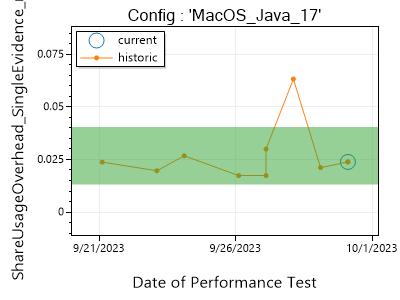 Config : 'MacOS_Java_17'
ShareUsageOverhead_SingleEvidence_
0.075
0.05
0.025
0
current
historic
9/21/2023
9/26/2023
10/1/2023
Date of Performance Test